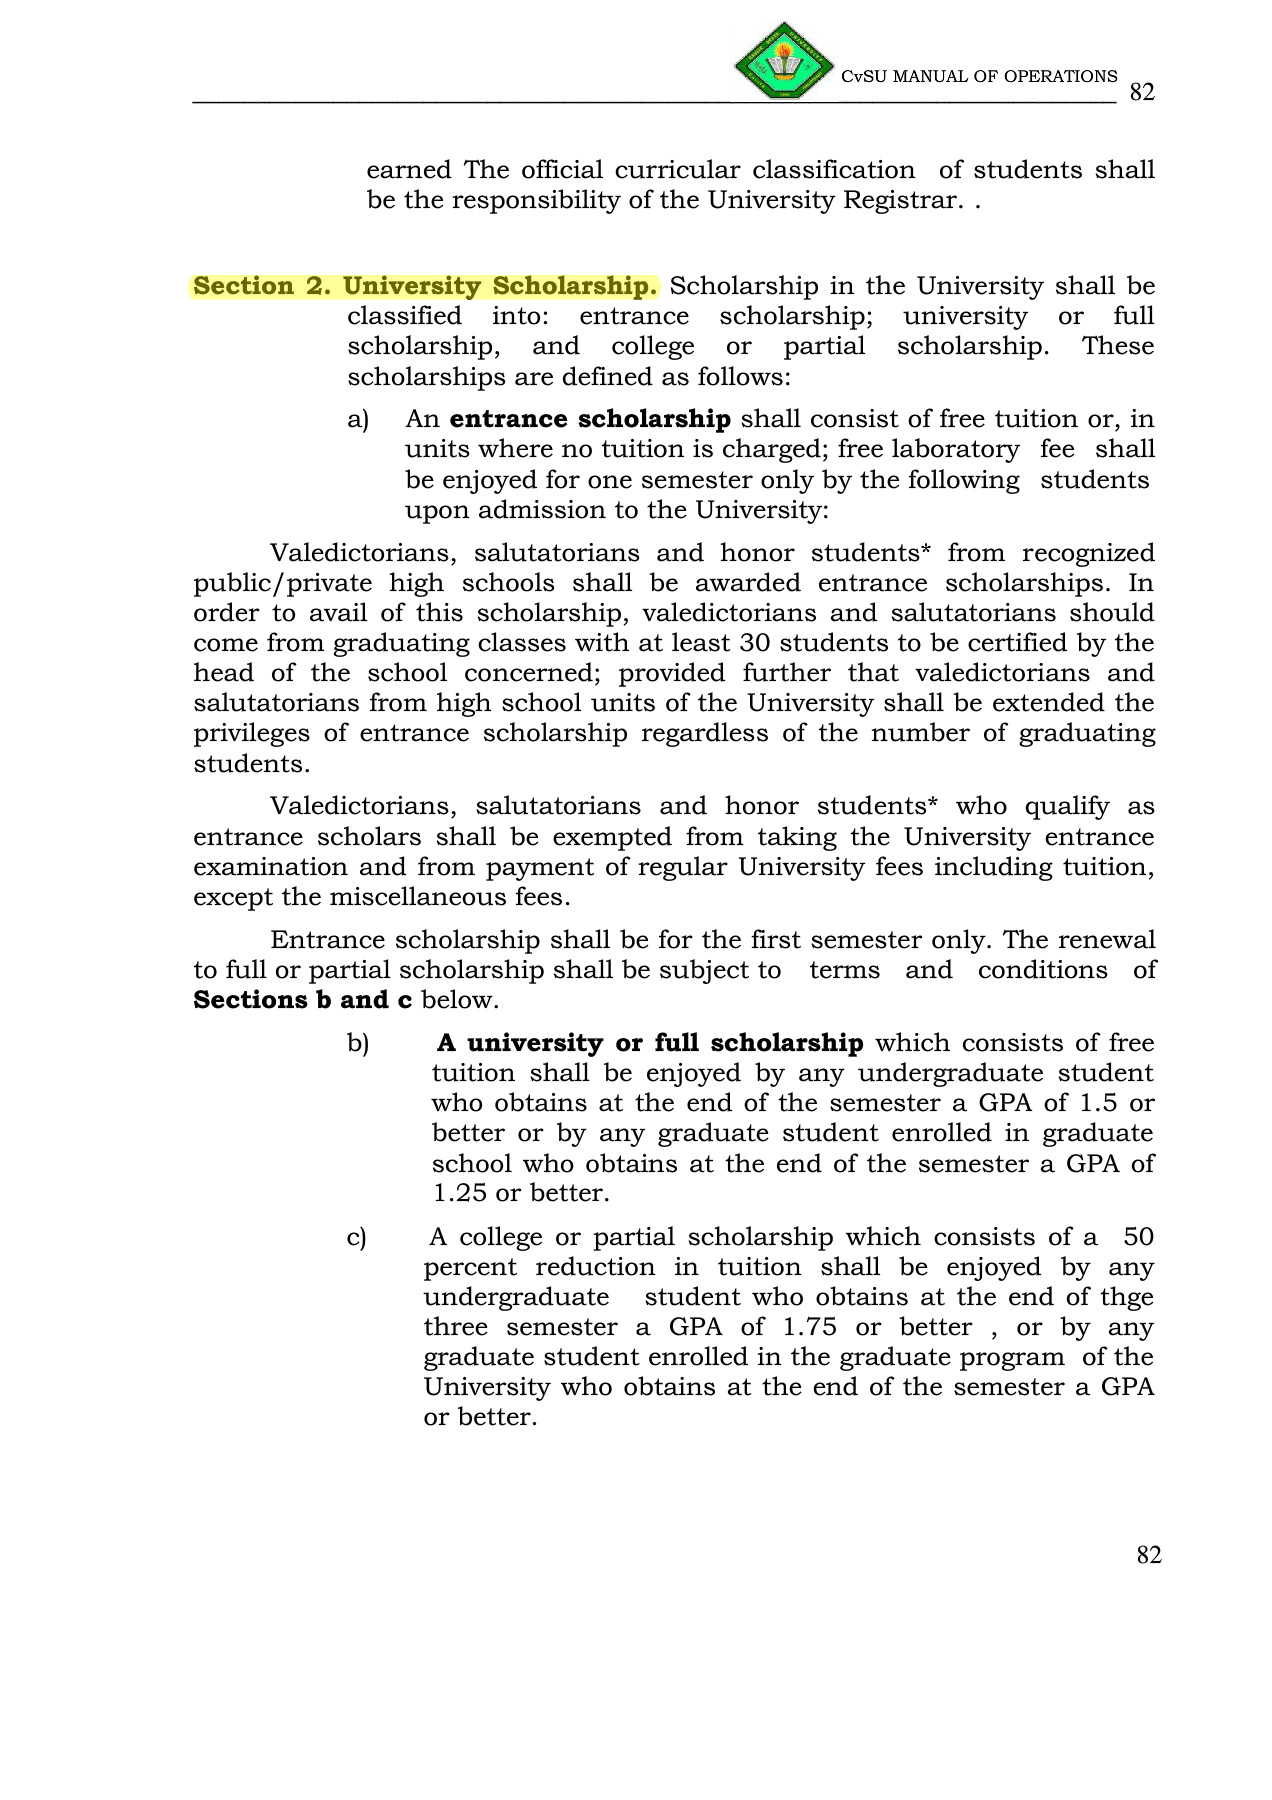 CvSU MANUAL OF OPERATIONS
82
earned The official curricular classification of students shall
be the responsibility of the University Registrar. .
Section 2. University Scholarship. Scholarship in the University shall be
classified into: entrance scholarship; university or full
scholarship, and college or partial scholarship. These
scholarships are defined as follows:
a) An entrance scholarship shall consist of free tuition or, in
units where no tuition is charged; free laboratory fee shall
be enjoyed for one semester only by the following students
upon admission to the University:
Valedictorians, salutatorians and honor students* from recognized
public/private high schools shall be awarded entrance scholarships. In
order to avail of this scholarship, valedictorians and salutatorians should
come from graduating classes with at least 30 students to be certified by the
head of the school concerned; provided further that valedictorians and
salutatorians from high school units of the University shall be extended the
privileges of entrance scholarship regardless of the number of graduating
students.
Valedictorians, salutatorians and honor students* who qualify as
entrance scholars shall be exempted from taking the University entrance
examination and from payment of regular University fees including tuition,
except the miscellaneous fees.
Entrance scholarship shall be for the first semester only. The renewal
to full or partial scholarship shall be subject to terms and conditions of
Sections b and c below.
b) A university or full scholarship which consists of free
tuition shall be enjoyed by any undergraduate student
who obtains at the end of the semester a GPA of 1.5 or
better or by any graduate student enrolled in graduate
school who obtains at the end of the semester a GPA of
1.25 or better.
c) A college or partial scholarship which consists of a 50
percent reduction in tuition shall be enjoyed by any
undergraduate student who obtains at the end of thge
three semester a GPA of 1.75 or better , or by any
graduate student enrolled in the graduate program of the
University who obtains at the end of the semester a GPA
or better.
82